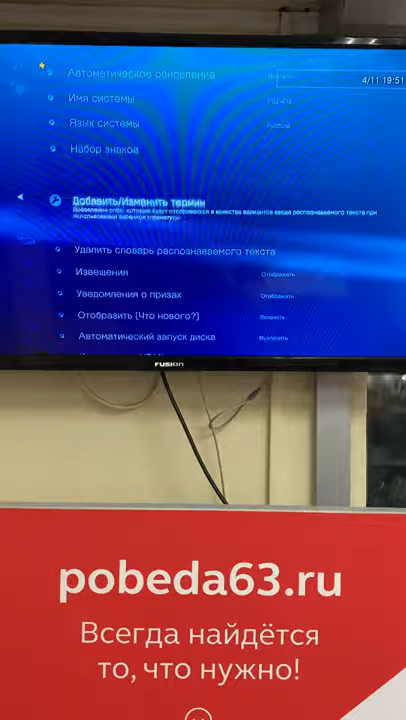 Автоматическое обновление
4/11 19:51
Имя системы
Язык системы
Русский
Набор знаков
Добавить/Изменить термин
Удалить словарь распознаваемого текста
Извещения
Отображать
Уведомления о призах
Отображать
Отобразить [Что нового?]
Включить
Автоматический запуск диска
Выключить
FUSION
pobeda63.ru
Всегда найдётся
то, что нужно!